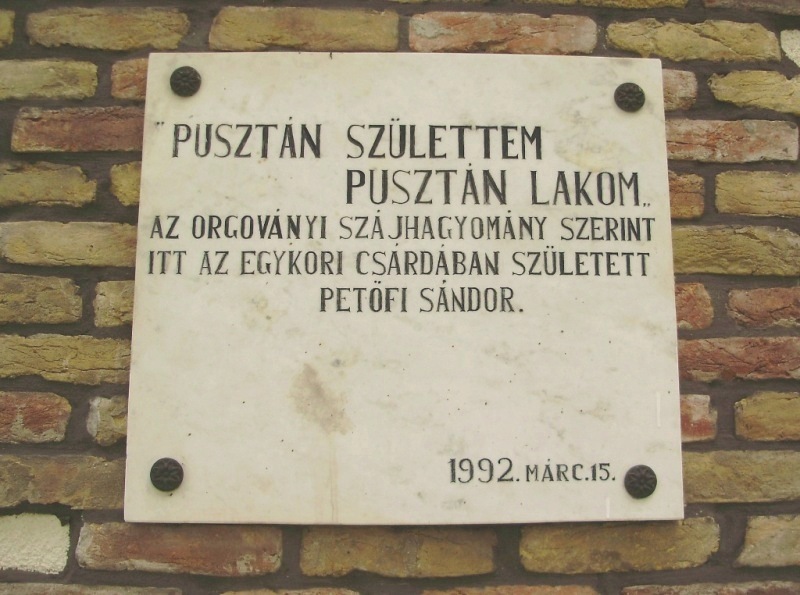 "PUSZTÁN SZÜLETTEM
PUSZTÁN LAKOM„
AZ ORGOVÁNYI SZÁJHAGYOMÁNY SZERINT
ITT AZ EGYKORI CSÁRDÁBAN SZÜLETETT
PETŐFI SÁNDOR.
1992. MÁRC.15.